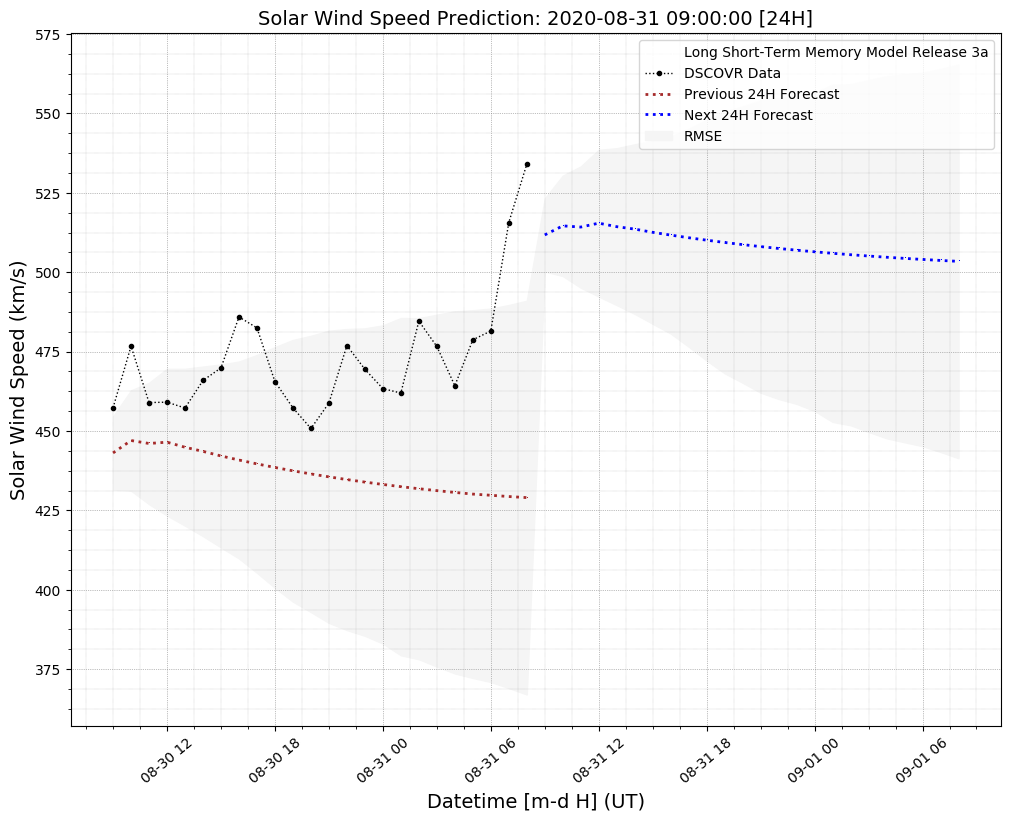 Solar Wind Speed Prediction: 2020-08-31 09:00:00 [24H]
Long Short-Term Memory Model Release 3a
DSCOVR Data
Previous 24H Forecast
Next 24H Forecast
RMSE
Solar Wind Speed (km/s)
575
550
525
500
475
450
425
400
375
08-30 12
08-30 18
08-31 00
08-31 06
08-31 12
08-31 18
09-01 00
09-01 06
Datetime [m-d H] (UT)